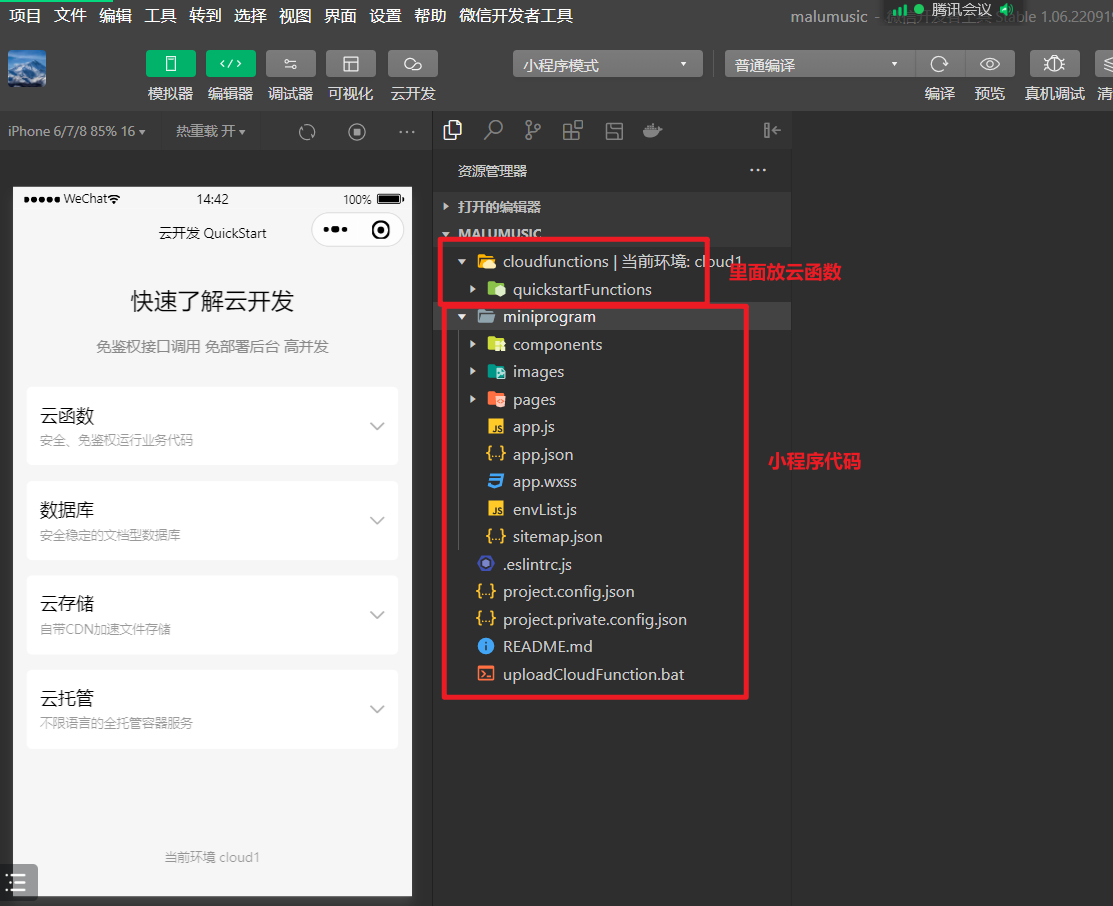 项目 文件 编辑 工具 转到 选择 视图 界面 设置 帮助 微信开发者工具
malumusic - 微信开发者工具 Stable 1.06.22091
腾讯会议
小程序模式
普通编译
模拟器 编辑器 调试器 可视化 云开发
编译 预览 真机调试 清
iPhone 6/7/8 85% 16
热重载 开
资源管理器
打开的编辑器
MALUMUSIC
cloudfunctions | 当前环境: cloud1
里面放云函数
quickstartFunctions
miniprogram
components
images
pages
app.js
app.json
小程序代码
app.wxss
envList.js
sitemap.json
.eslintrc.js
project.config.json
project.private.config.json
README.md
uploadCloudFunction.bat
WeChat
14:42
100%
云开发 QuickStart
快速了解云开发
免鉴权接口调用 免部署后台 高并发
云函数
安全、免鉴权运行业务代码
数据库
安全稳定的文档型数据库
云存储
自带CDN加速文件存储
云托管
不限语言的全托管容器服务
当前环境 cloud1